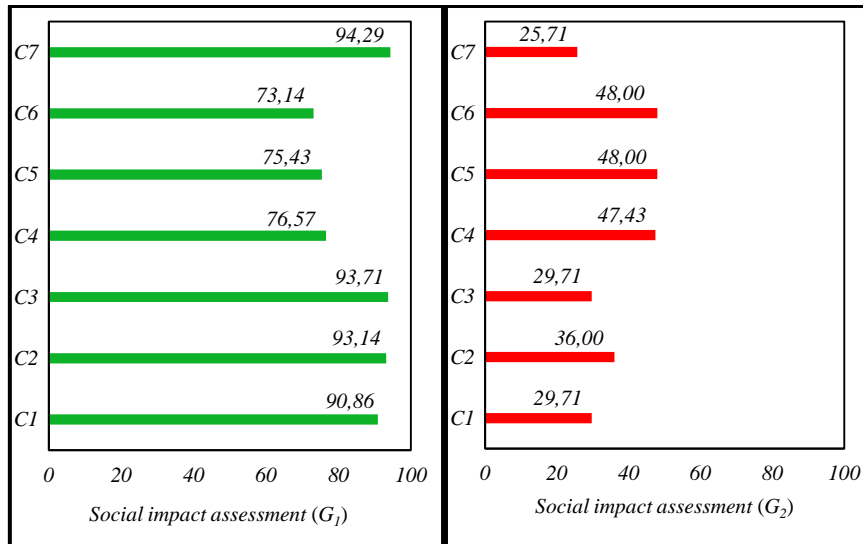 C7
94,29
C6
73,14
C5
75,43
C4
76,57
C3
93,71
C2
93,14
C1
90,86
0 20 40 60 80 100
Social impact assessment (G1)
C7
25,71
C6
48,00
C5
48,00
C4
47,43
C3
29,71
C2
36,00
C1
29,71
0 20 40 60 80 100
Social impact assessment (G2)